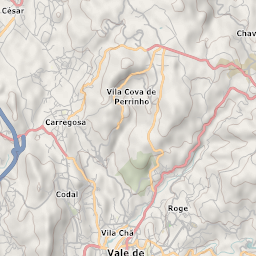 César
Chav
Vila Cova de
Perrinho
Carregosa
Codal
Roge
Vila Chã
Vale de